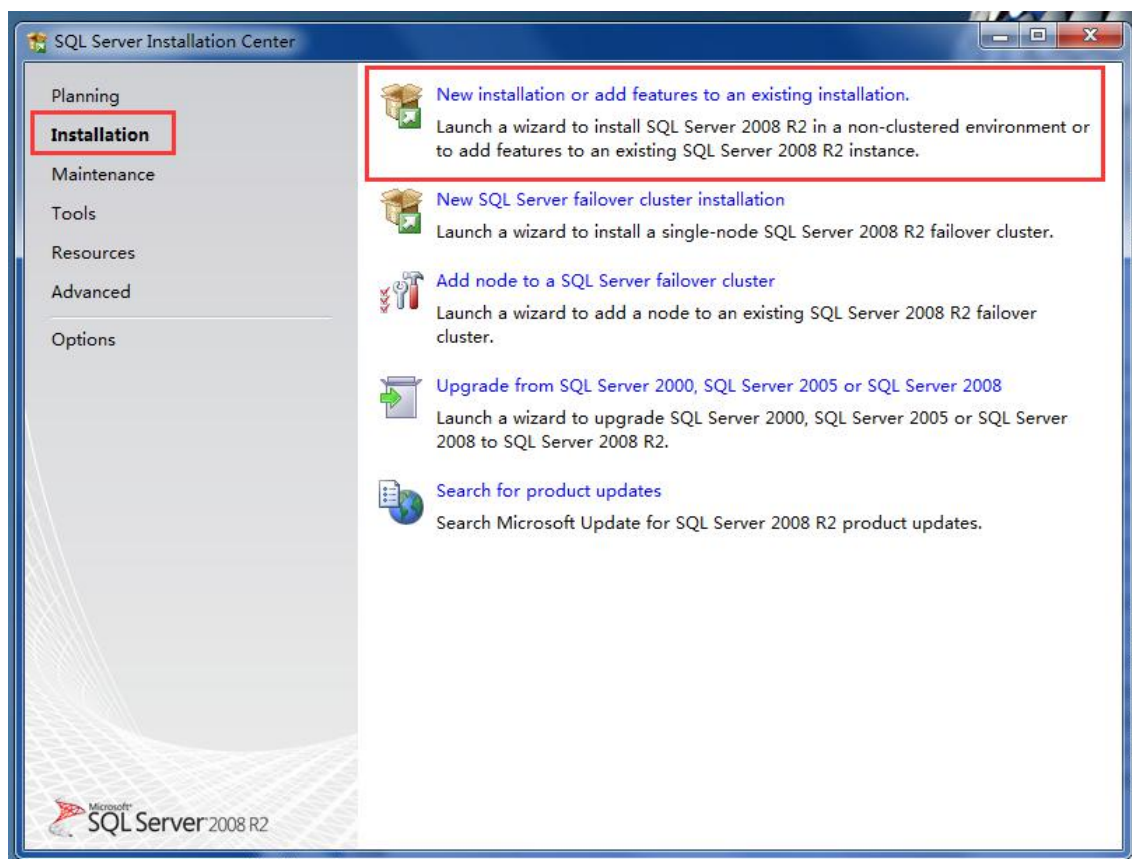 SQL Server Installation Center
Planning
Installation
Maintenance
Tools
Resources
Advanced
Options
New installation or add features to an existing installation.
Launch a wizard to install SQL Server 2008 R2 in a non-clustered environment or
to add features to an existing SQL Server 2008 R2 instance.
New SQL Server failover cluster installation
Launch a wizard to install a single-node SQL Server 2008 R2 failover cluster.
Add node to a SQL Server failover cluster
Launch a wizard to add a node to an existing SQL Server 2008 R2 failover
cluster.
Upgrade from SQL Server 2000, SQL Server 2005 or SQL Server 2008
Launch a wizard to upgrade SQL Server 2000, SQL Server 2005 or SQL Server
2008 to SQL Server 2008 R2.
Search for product updates
Search Microsoft Update for SQL Server 2008 R2 product updates.
Microsoft®
SQL Server 2008 R2